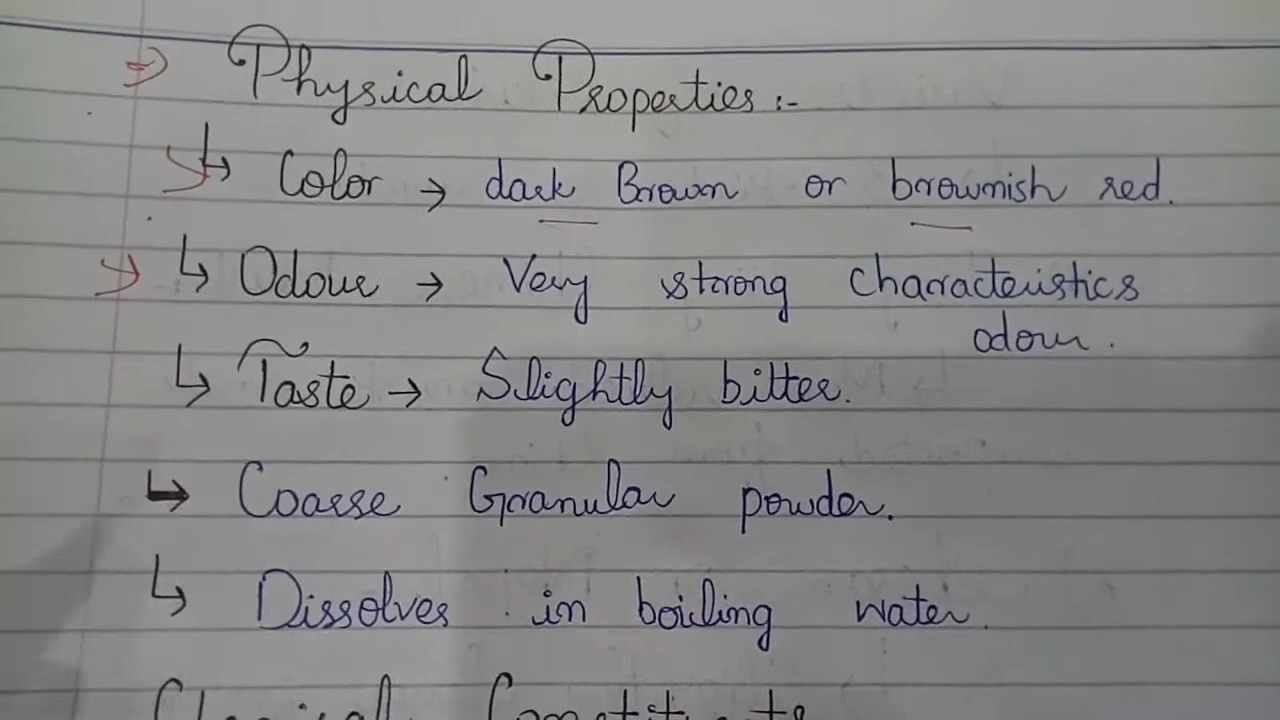 ⇒ Physical Properties :-
↳ Color → dark Brown or brownish red.
↳ Odour → Very strong characteristics
odour.
↳ Taste → Slightly bitter.
↳ Coarse Granular powder.
↳ Dissolves in boiling water.